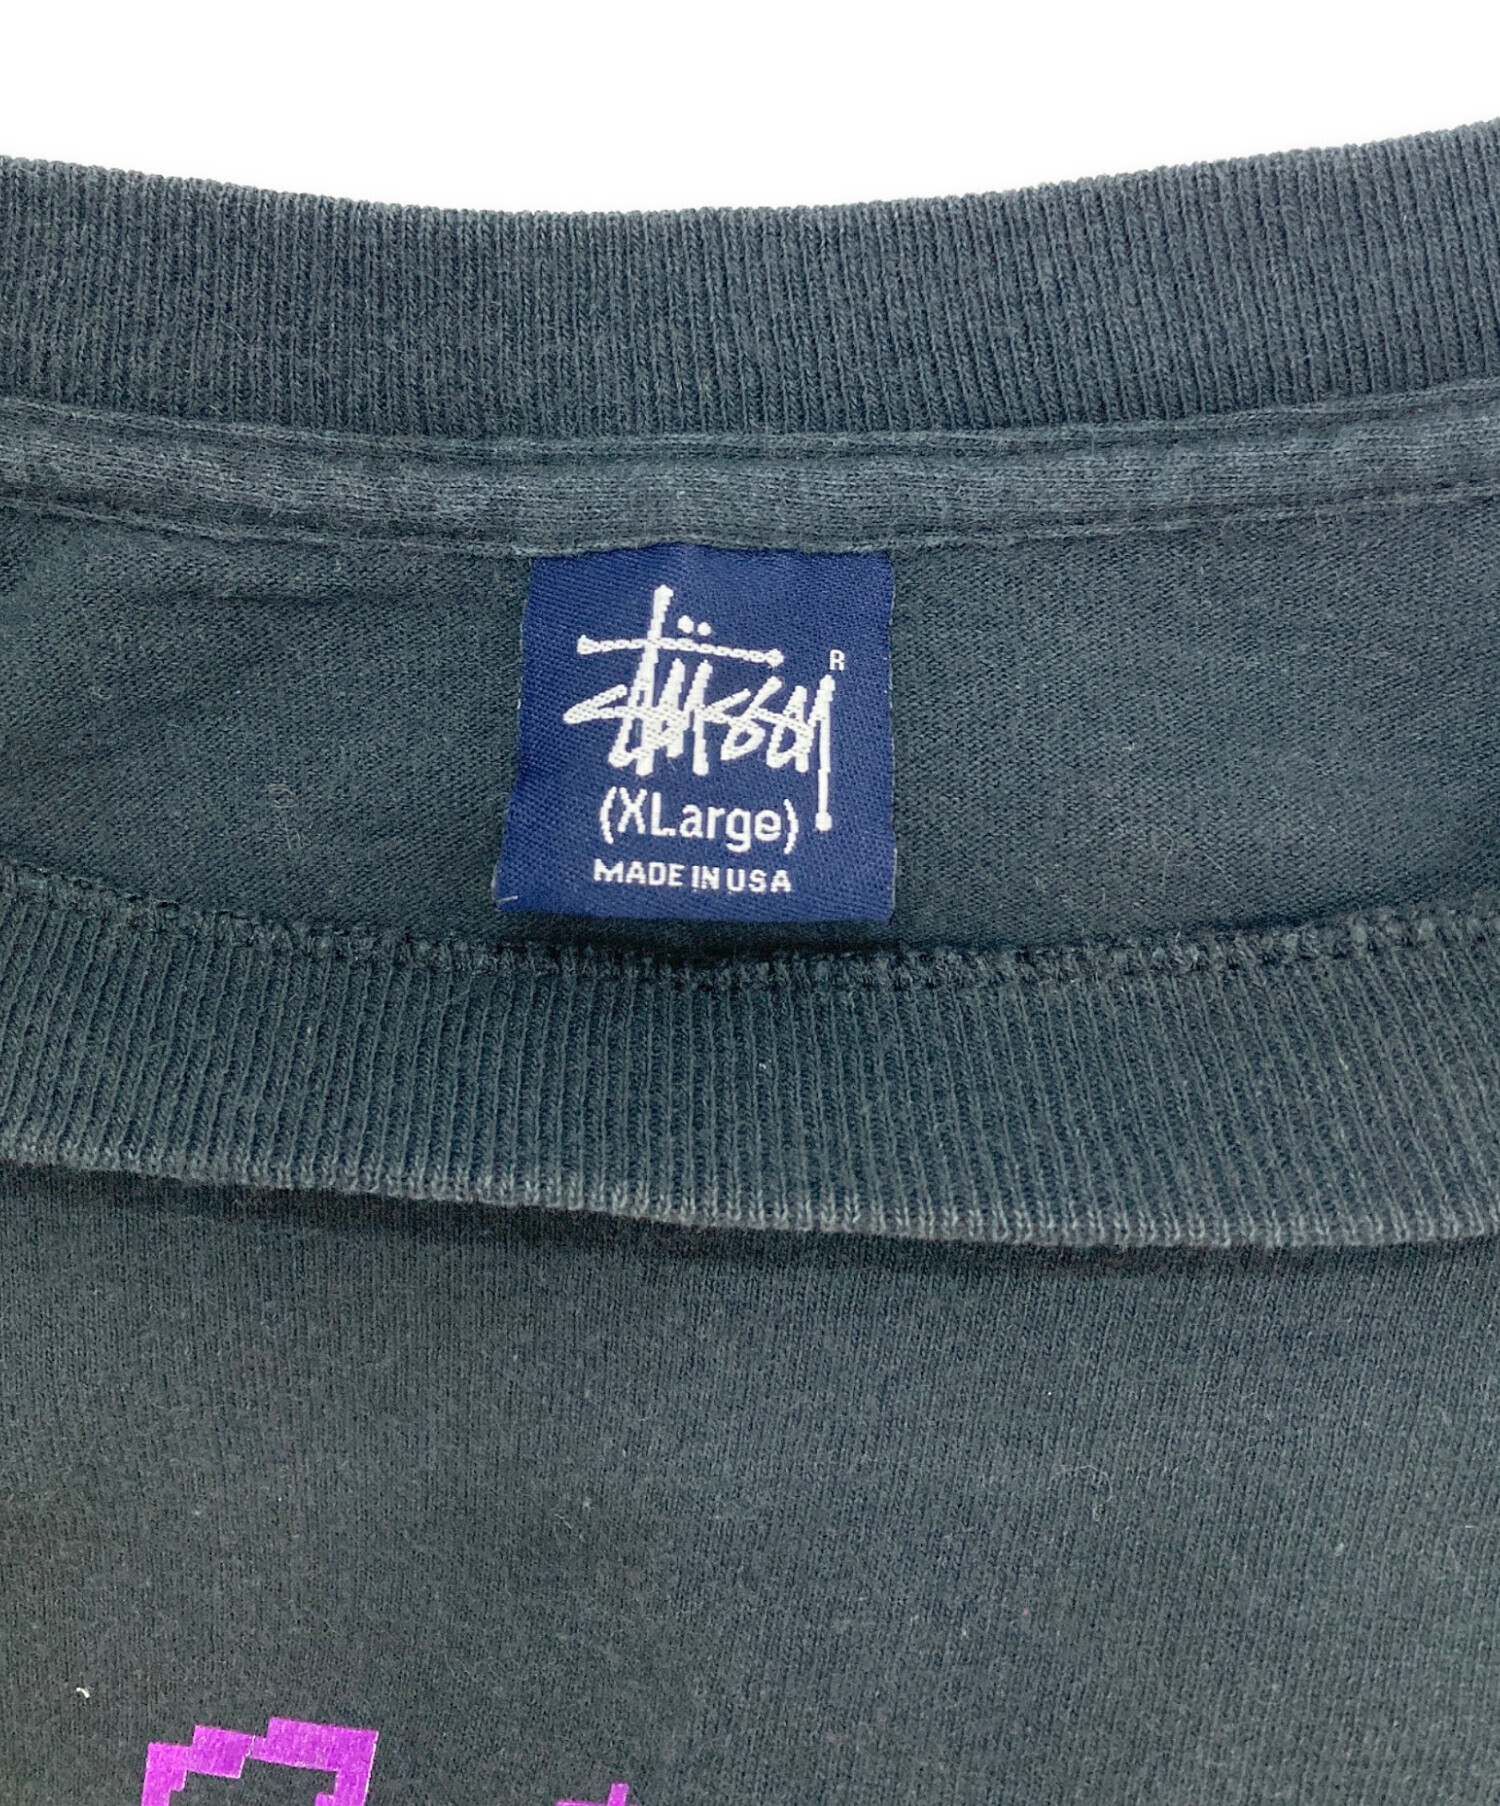 Stüssy R
(XLarge)
MADE IN USA